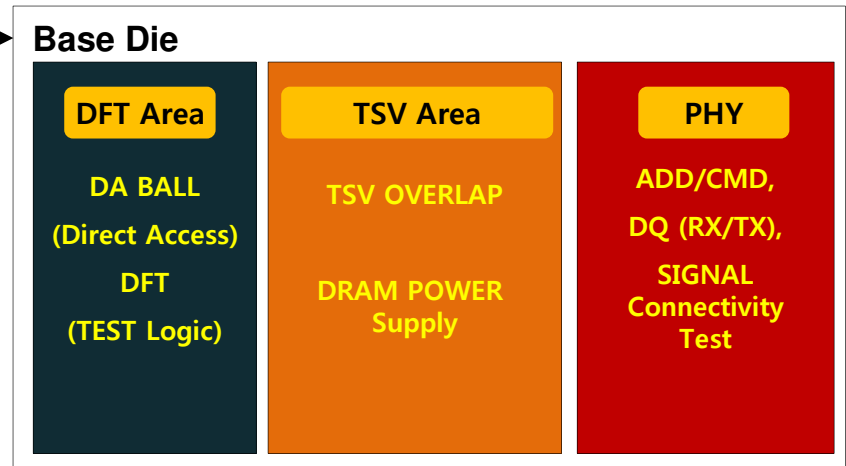 Base Die
DFT Area
DA BALL
(Direct Access)
DFT
(TEST Logic)
TSV Area
TSV OVERLAP
DRAM POWER
Supply
PHY
ADD/CMD,
DQ (RX/TX),
SIGNAL
Connectivity
Test